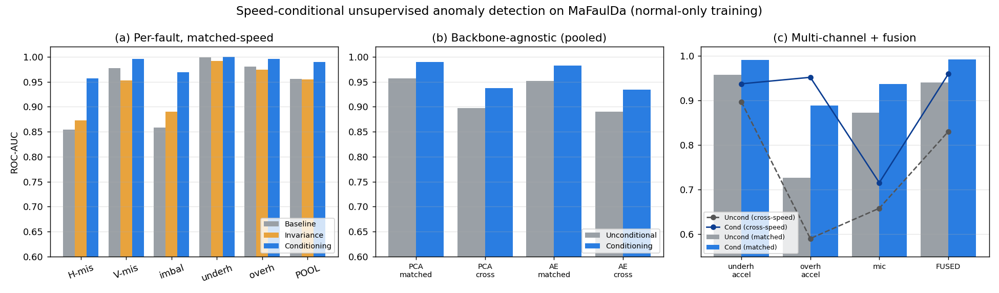 Speed-conditional unsupervised anomaly detection on MaFaulDa (normal-only training)
(a) Per-fault, matched-speed
ROC-AUC
1.00
0.95
0.90
0.85
0.80
0.75
0.70
0.65
0.60
H-mis
V-mis
imbal
underh
overh
POOL
Baseline
Invariance
Conditioning
(b) Backbone-agnostic (pooled)
1.00
0.95
0.90
0.85
0.80
0.75
0.70
0.65
0.60
PCA
matched
PCA
cross
AE
matched
AE
cross
Unconditional
Conditioning
(c) Multi-channel + fusion
1.0
0.9
0.8
0.7
0.6
underh
accel
overh
accel
mic
FUSED
Uncond (cross-speed)
Cond (cross-speed)
Uncond (matched)
Cond (matched)